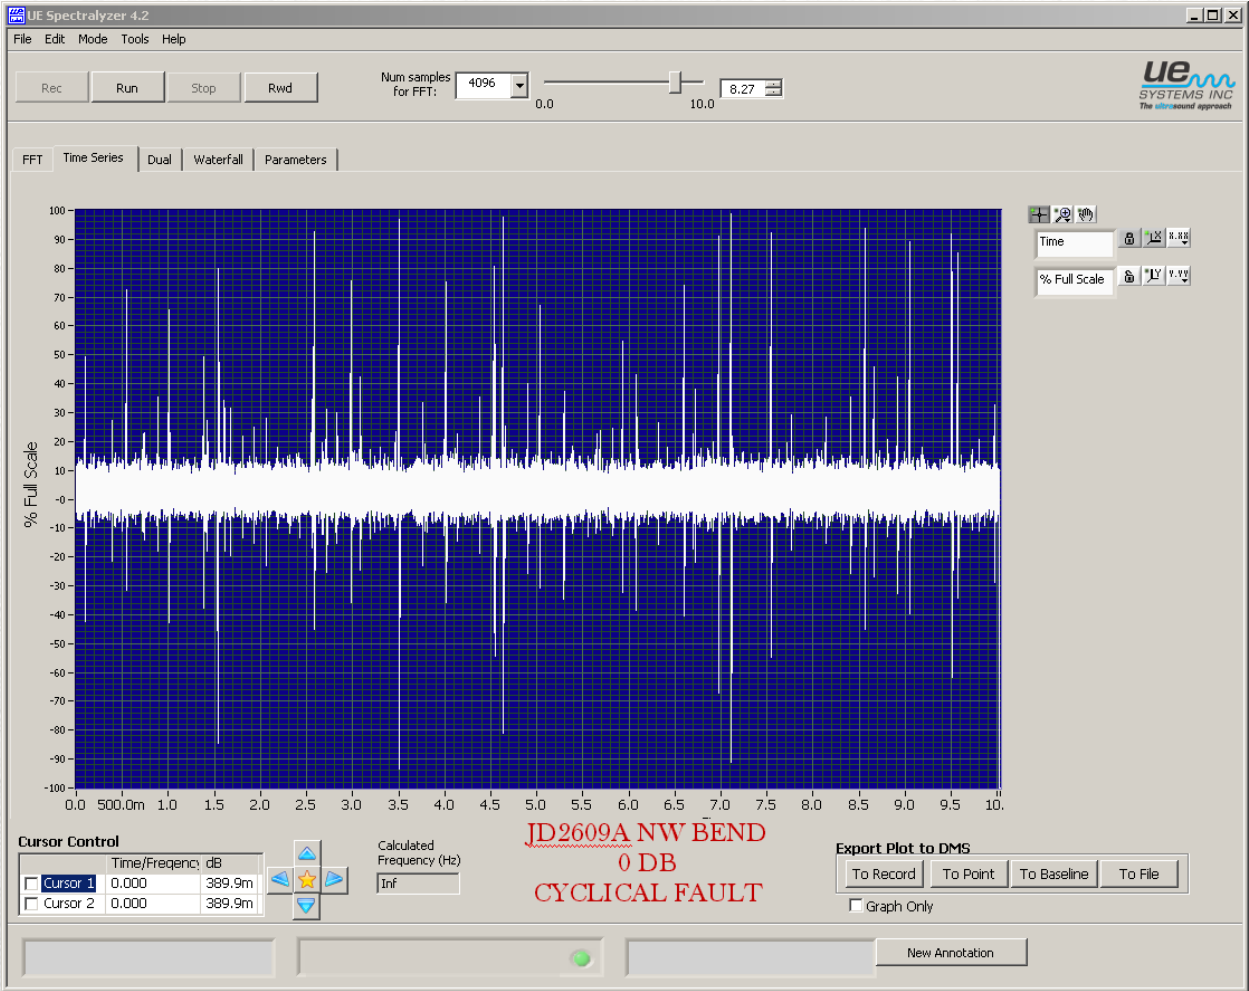 UE Spectralyzer 4.2
File Edit Mode Tools Help
Rec Run Stop Rwd
Num samples for FFT:
4096
0.0 10.0
8.27
ue
SYSTEMS INC
The ultrasound approach
FFT Time Series Dual Waterfall Parameters
% Full Scale
100
90
80
70
60
50
40
30
20
10
-0
-10
-20
-30
-40
-50
-60
-70
-80
-90
-100
0.0 500.0m 1.0 1.5 2.0 2.5 3.0 3.5 4.0 4.5 5.0 5.5 6.0 6.5 7.0 7.5 8.0 8.5 9.0 9.5 10.
Time
X.XX
% Full Scale
Y.YY
JD2609A NW BEND
0 DB
CYCLICAL FAULT
Cursor Control
Time/Freqency dB
Cursor 1 0.000 389.9m
Cursor 2 0.000 389.9m
Calculated
Frequency (Hz)
Inf
Export Plot to DMS
To Record To Point To Baseline To File
Graph Only
New Annotation